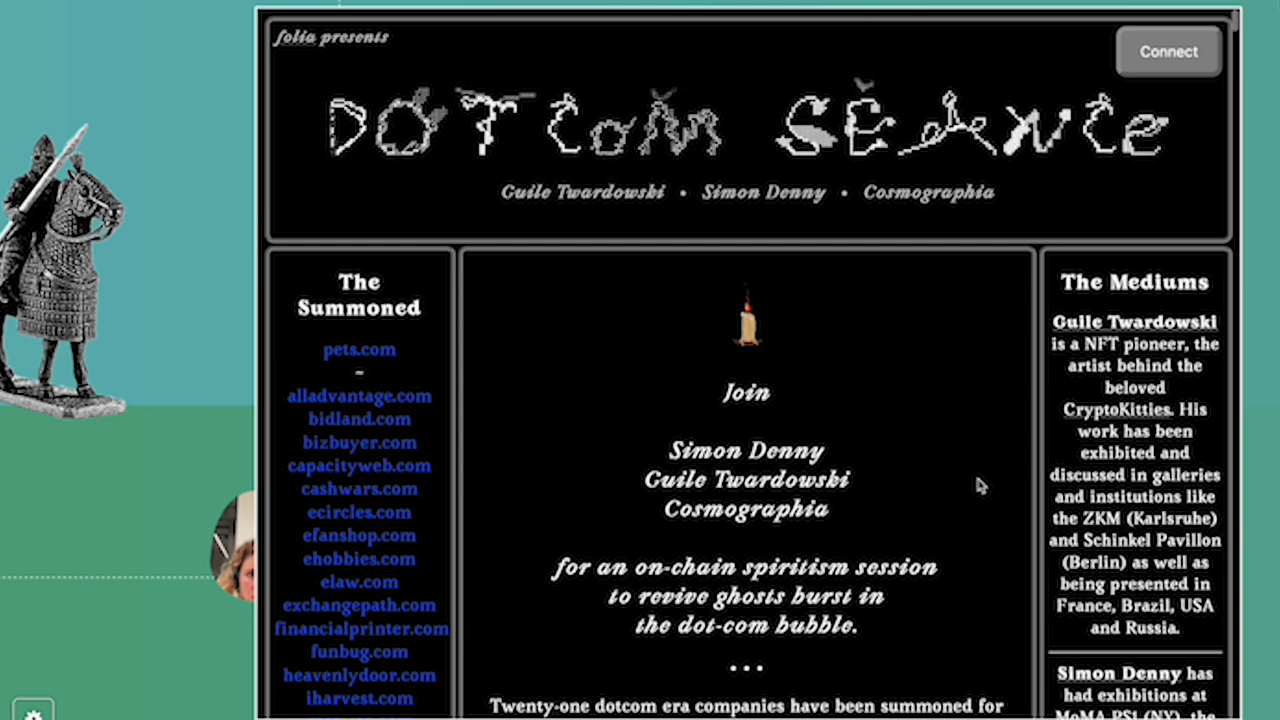 folia presents
Connect
DOTCOM SÉANCE
Guile Twardowski • Simon Denny • Cosmographia
The
Summoned
pets.com
~
alladvantage.com
bidland.com
bizbuyer.com
capacityweb.com
cashwars.com
ecircles.com
efanshop.com
ehobbies.com
elaw.com
exchangepath.com
financialprinter.com
funbug.com
heavenlydoor.com
iharvest.com
Join
Simon Denny
Guile Twardowski
Cosmographia
for an on-chain spiritism session
to revive ghosts burst in
the dot-com bubble.
...
Twenty-one dotcom era companies have been summoned for
The Mediums
Guile Twardowski
is a NFT pioneer, the
artist behind the
beloved
CryptoKitties. His
work has been
exhibited and
discussed in galleries
and institutions like
the ZKM (Karlsruhe)
and Schinkel Pavillon
(Berlin) as well as
being presented in
France, Brazil, USA
and Russia.
Simon Denny has
had exhibitions at
MoMA PS1 (NY), the